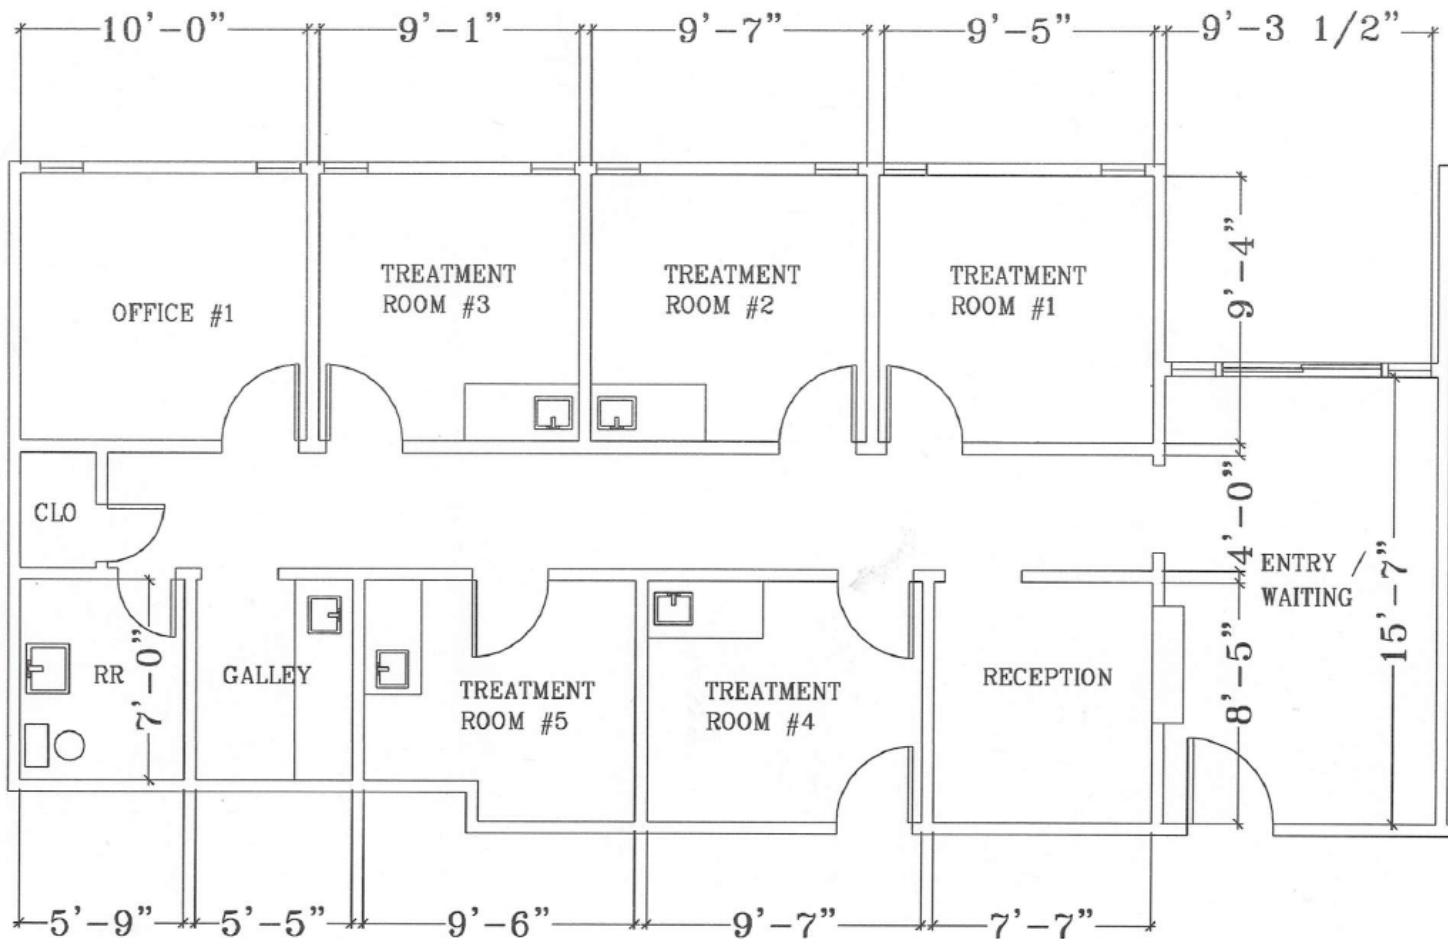 10'-0" 9'-1" 9'-7" 9'-5" 9'-3 1/2"
OFFICE #1
TREATMENT
ROOM #3
TREATMENT
ROOM #2
TREATMENT
ROOM #1
9'-4"
CLO
4'-0"
ENTRY /
WAITING
15'-7"
RR
7'-0"
GALLEY
TREATMENT
ROOM #5
TREATMENT
ROOM #4
RECEPTION
8'-5"
5'-9" 5'-5" 9'-6" 9'-7" 7'-7"